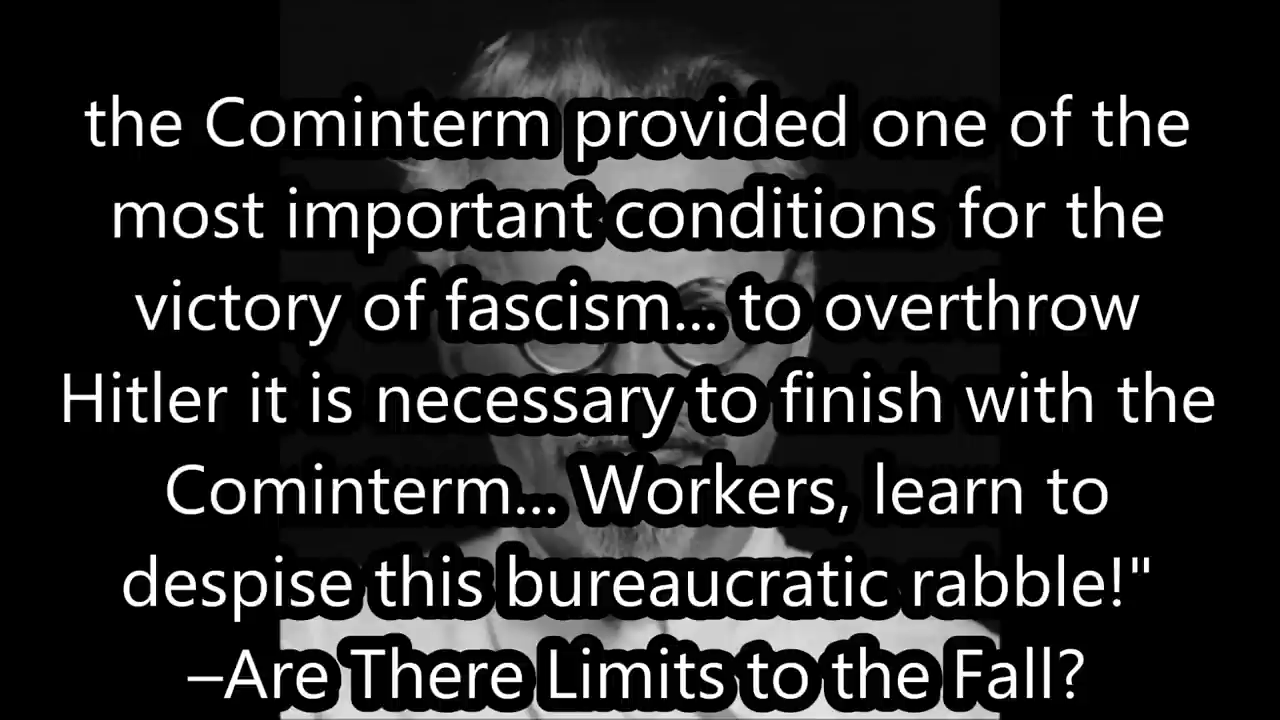 the Cominterm provided one of the
most important conditions for the
victory of fascism... to overthrow
Hitler it is necessary to finish with the
Cominterm... Workers, learn to
despise this bureaucratic rabble!"
–Are There Limits to the Fall?